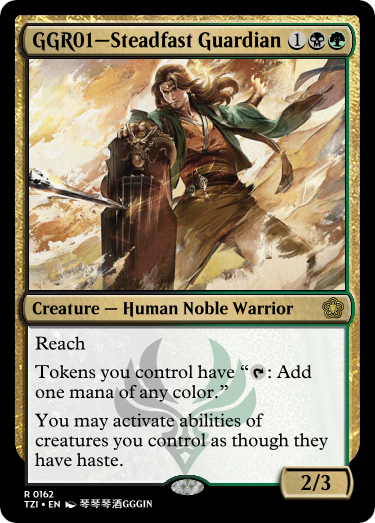 GGR01—Steadfast Guardian 1
Creature — Human Noble Warrior
Reach
Tokens you control have “: Add
one mana of any color.”
You may activate abilities of
creatures you control as though they
have haste.
2/3
R 0162
TZI • EN 琴琴琴酒GGGIN